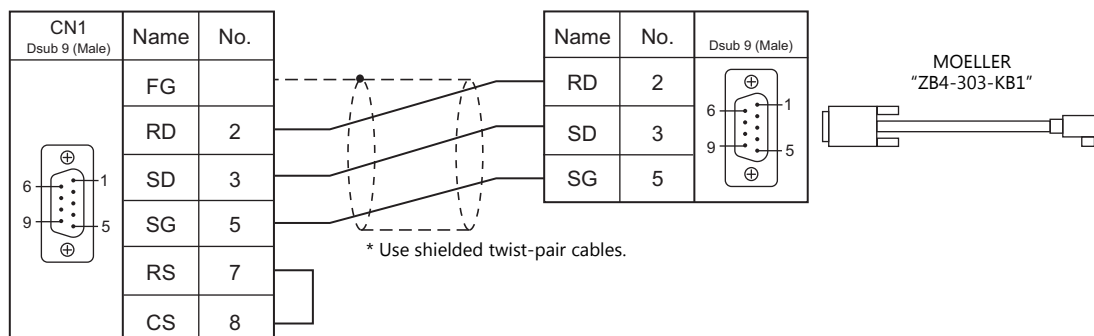 CN1
Dsub 9 (Male)
Name
No.
FG
RD
2
SD
3
SG
5
RS
7
CS
8
6
1
9
5
* Use shielded twist-pair cables.
Name
No.
Dsub 9 (Male)
RD
2
SD
3
SG
5
6
1
9
5
MOELLER
“ZB4-303-KB1”